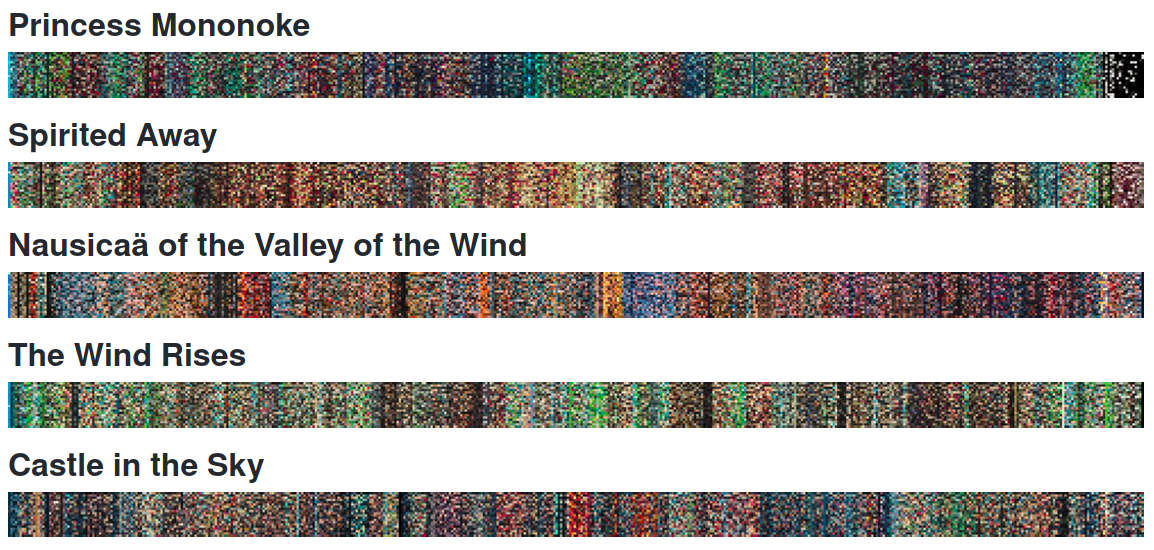 Princess Mononoke
Spirited Away
Nausicaä of the Valley of the Wind
The Wind Rises
Castle in the Sky